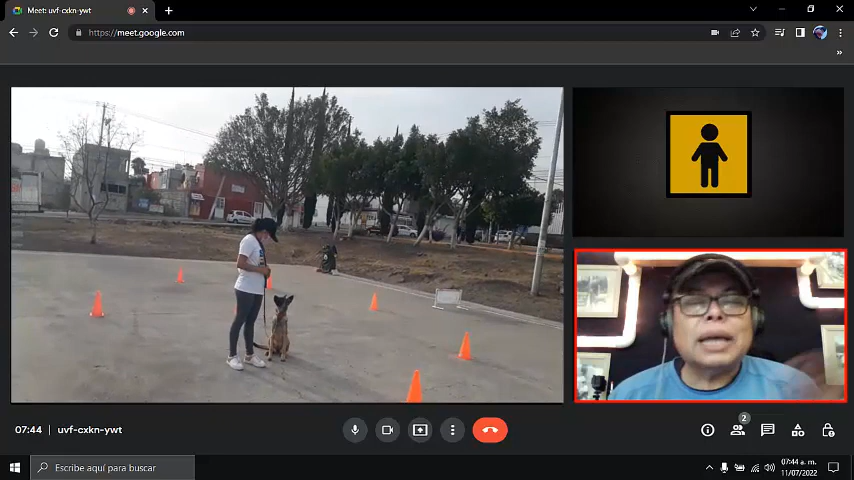 Meet: uvf-cxkn-ywt
https://meet.google.com
»
07:44 | uvf-cxkn-ywt
2
Escribe aquí para buscar
07:44 a. m.
11/07/2022